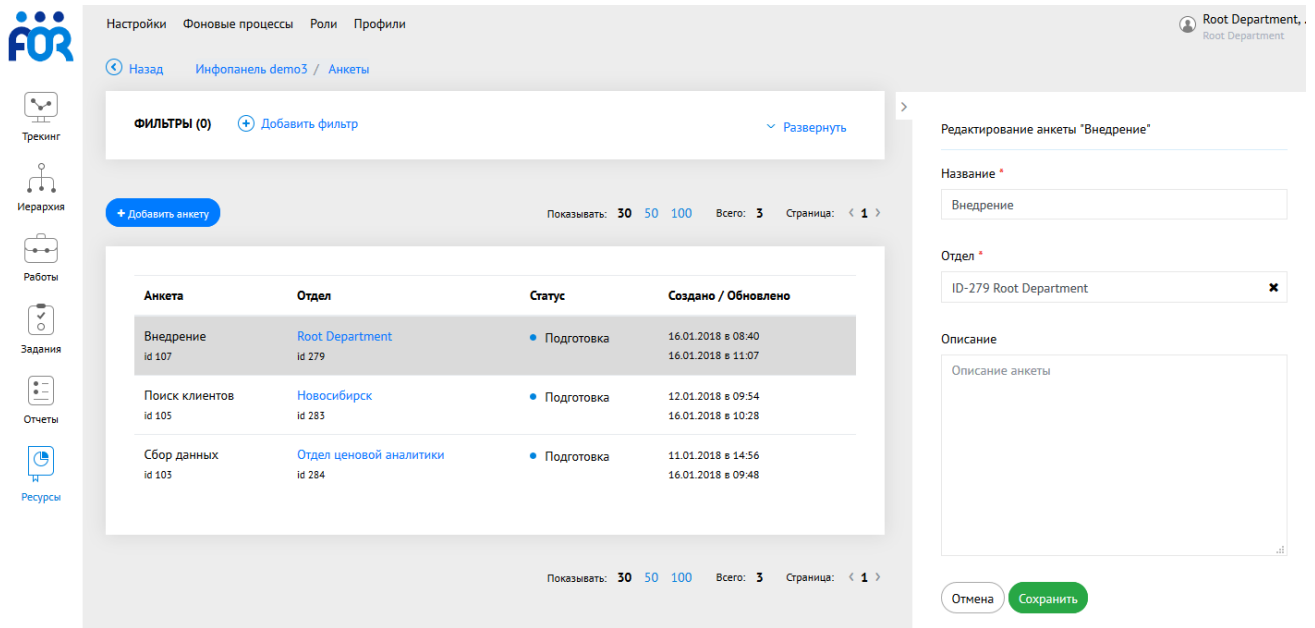 FOR
Настройки Фоновые процессы Роли Профили
Root Department, .
Root Department
Назад Инфопанель demo3 / Анкеты
Трекинг
Иерархия
Работы
Задания
Отчеты
Ресурсы
ФИЛЬТРЫ (0) Добавить фильтр Развернуть
+ Добавить анкету Показывать: 30 50 100 Всего: 3 Страница: 1
Анкета Отдел Статус Создано / Обновлено
Внедрение Root Department Подготовка 16.01.2018 в 08:40
id 107 id 279 16.01.2018 в 11:07
Поиск клиентов Новосибирск Подготовка 12.01.2018 в 09:54
id 105 id 283 16.01.2018 в 10:28
Сбор данных Отдел ценовой аналитики Подготовка 11.01.2018 в 14:56
id 103 id 284 16.01.2018 в 09:48
Показывать: 30 50 100 Всего: 3 Страница: 1
Редактирование анкеты "Внедрение"
Название *
Внедрение
Отдел *
ID-279 Root Department
Описание
Описание анкеты
Отмена Сохранить